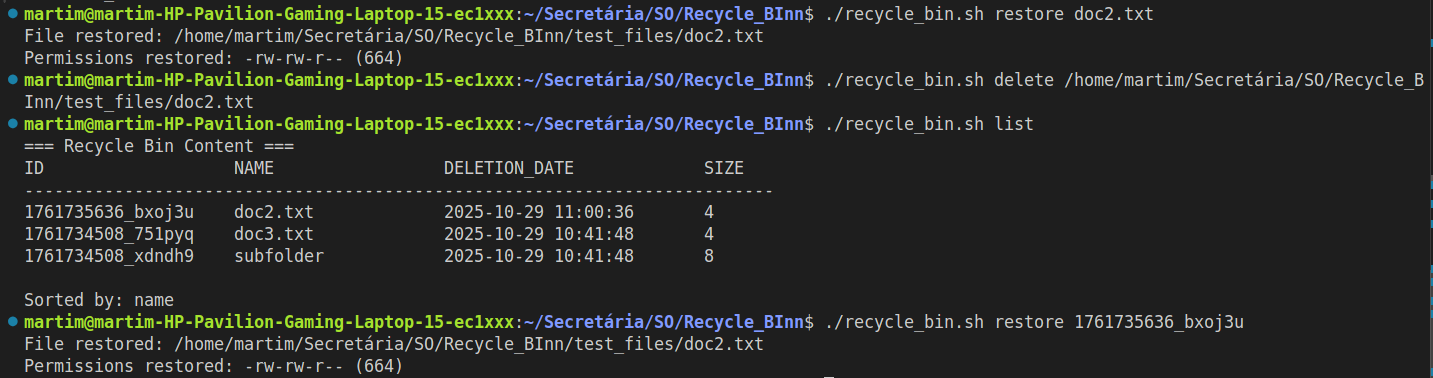 martim@martim-HP-Pavilion-Gaming-Laptop-15-ec1xxx:~/Secretária/SO/Recycle_BInn$ ./recycle_bin.sh restore doc2.txt
File restored: /home/martim/Secretária/SO/Recycle_BInn/test_files/doc2.txt
Permissions restored: -rw-rw-r-- (664)
martim@martim-HP-Pavilion-Gaming-Laptop-15-ec1xxx:~/Secretária/SO/Recycle_BInn$ ./recycle_bin.sh delete /home/martim/Secretária/SO/Recycle_B
Inn/test_files/doc2.txt
martim@martim-HP-Pavilion-Gaming-Laptop-15-ec1xxx:~/Secretária/SO/Recycle_BInn$ ./recycle_bin.sh list
=== Recycle Bin Content ===
ID                   NAME                 DELETION_DATE             SIZE
---------------------------------------------------------------------------
1761735636_bxoj3u    doc2.txt             2025-10-29 11:00:36       4
1761734508_751pyq    doc3.txt             2025-10-29 10:41:48       4
1761734508_xdndh9    subfolder            2025-10-29 10:41:48       8
Sorted by: name
martim@martim-HP-Pavilion-Gaming-Laptop-15-ec1xxx:~/Secretária/SO/Recycle_BInn$ ./recycle_bin.sh restore 1761735636_bxoj3u
File restored: /home/martim/Secretária/SO/Recycle_BInn/test_files/doc2.txt
Permissions restored: -rw-rw-r-- (664)